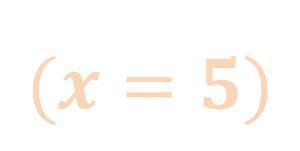 (x = 5)